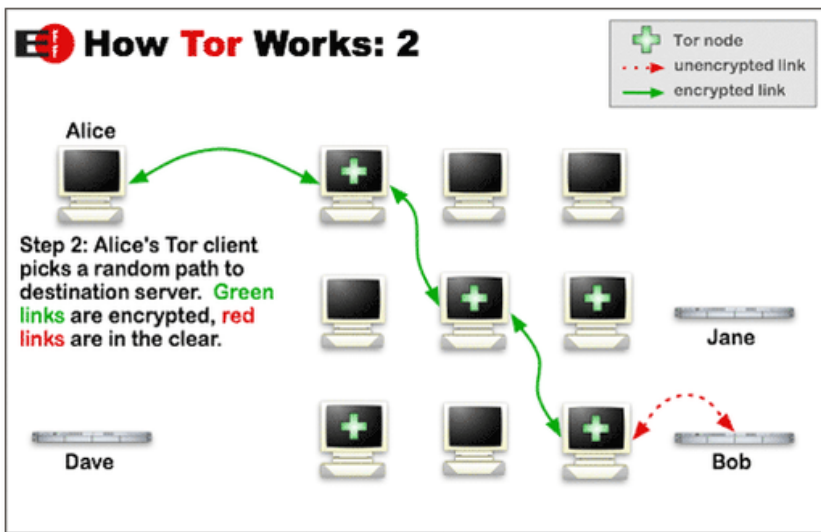 EFF How Tor Works: 2
Tor node
unencrypted link
encrypted link
Alice
Step 2: Alice's Tor client
picks a random path to
destination server. Green
links are encrypted, red
links are in the clear.
Jane
Dave
Bob